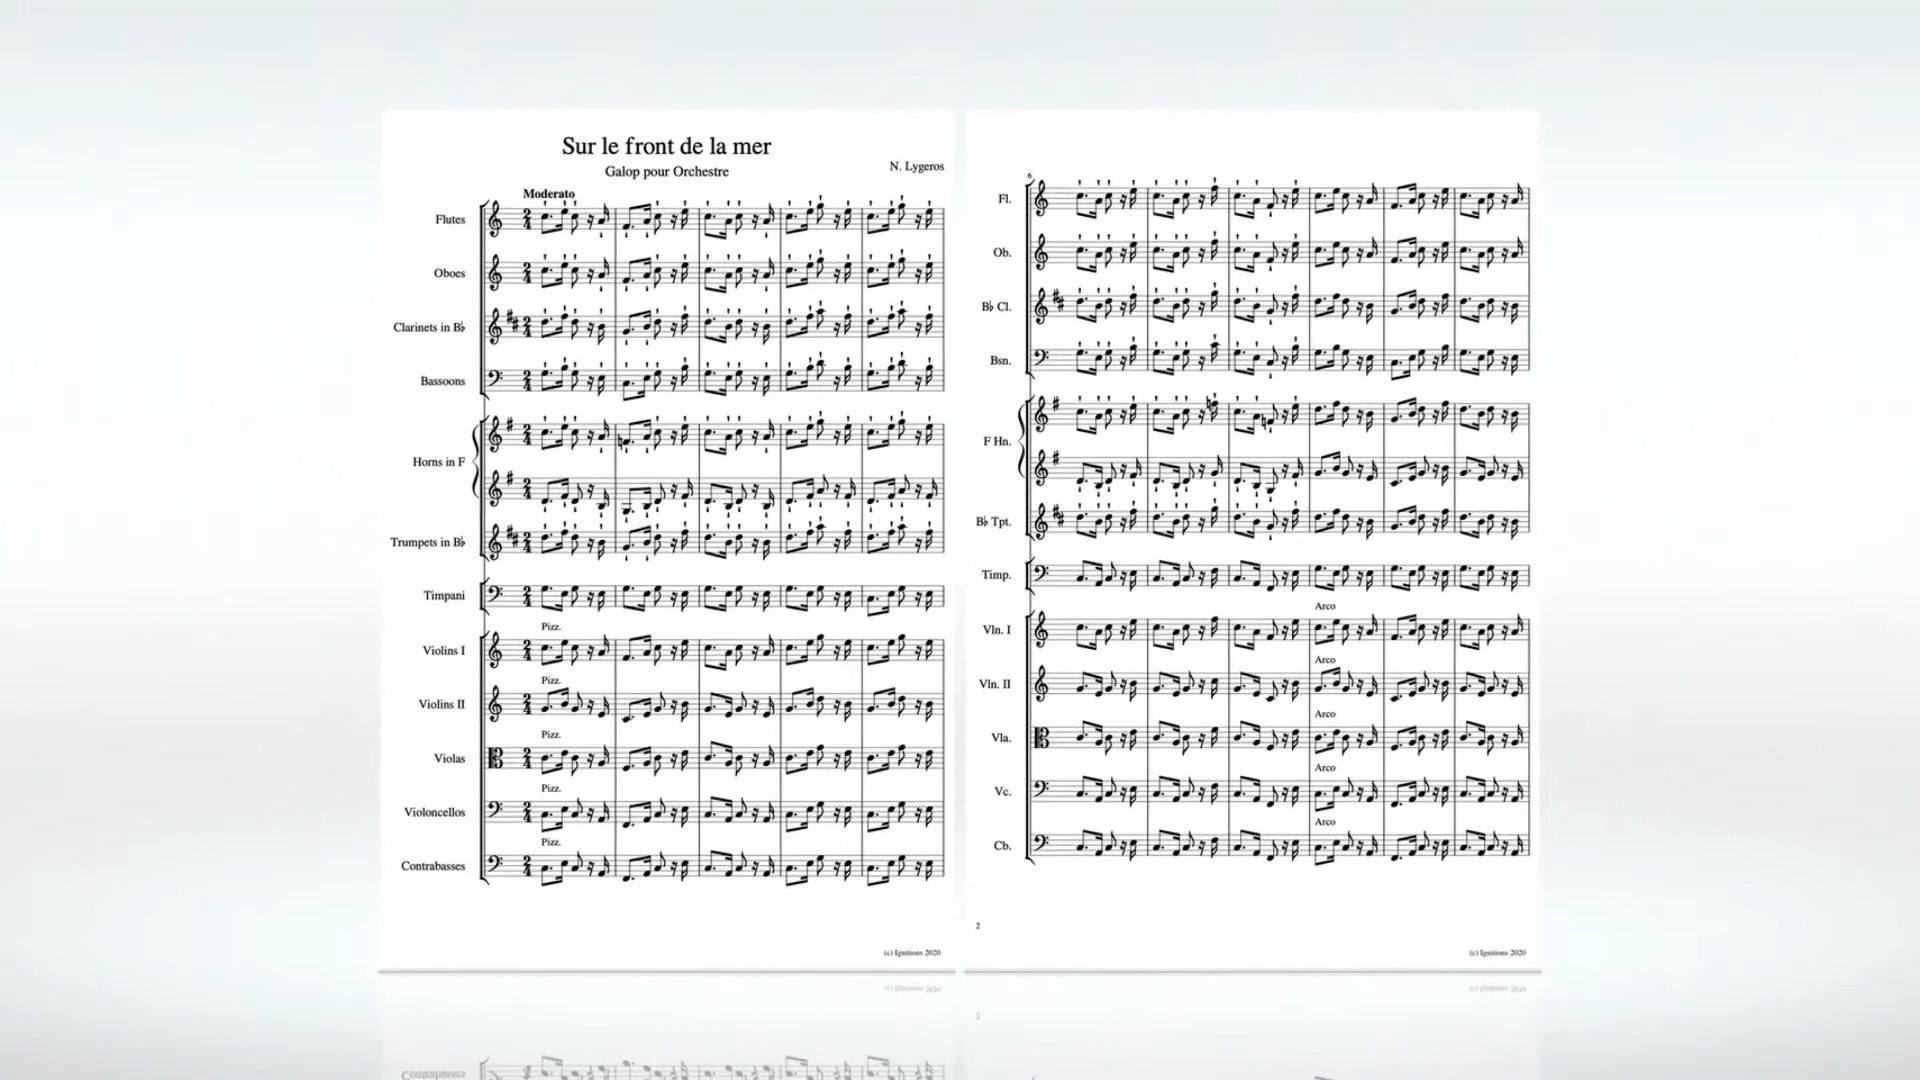 Sur le front de la mer
Galop pour Orchestre
N. Lygeros
Moderato
Flutes
Oboes
Clarinets in B♭
Bassoons
Horns in F
Trumpets in B♭
Timpani
Pizz.
Violins I
Pizz.
Violins II
Pizz.
Violas
Pizz.
Violoncellos
Pizz.
Contrabasses
(c) Ignitions 2020
6
Fl.
Ob.
B♭ Cl.
Bsn.
F Hn.
B♭ Tpt.
Timp.
Arco
Vln. I
Arco
Vln. II
Arco
Vla.
Arco
Vc.
Arco
Cb.
2
(c) Ignitions 2020